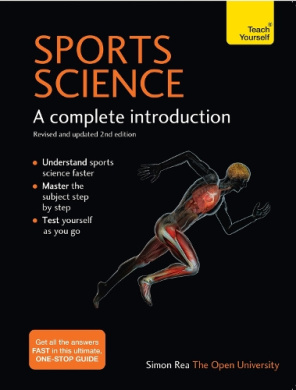 Teach
Yourself
SPORTS
SCIENCE
A complete introduction
Revised and updated 2nd edition
• Understand sports
science faster
• Master the
subject step
by step
• Test yourself
as you go
Get all the answers
FAST in this ultimate,
ONE-STOP GUIDE
Simon Rea The Open University